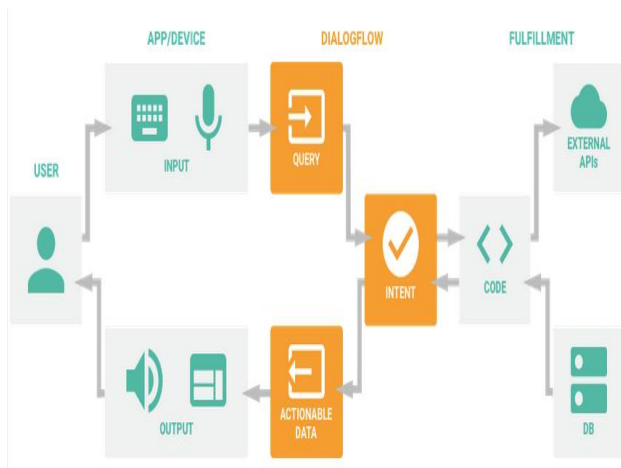 APP/DEVICE
DIALOGFLOW
FULFILLMENT
USER
INPUT
QUERY
EXTERNAL
APIs
INTENT
CODE
OUTPUT
ACTIONABLE
DATA
DB